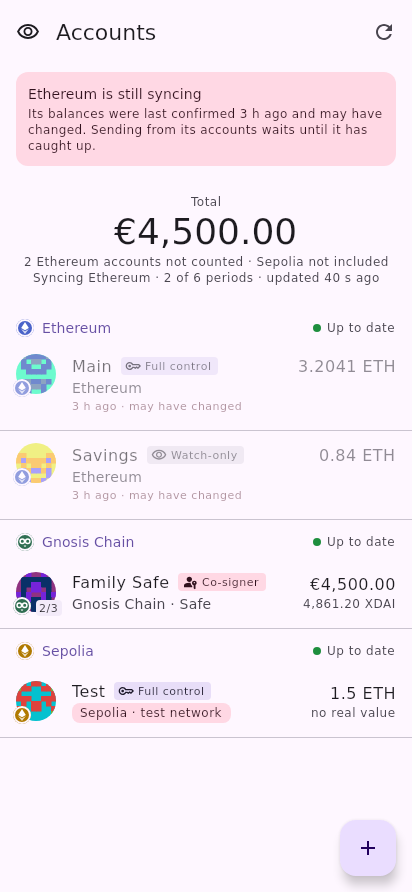 Accounts
Ethereum is still syncing
Its balances were last confirmed 3 h ago and may have
changed. Sending from its accounts waits until it has
caught up.
Total
€4,500.00
2 Ethereum accounts not counted · Sepolia not included
Syncing Ethereum · 2 of 6 periods · updated 40 s ago
Ethereum Up to date
Main Full control 3.2041 ETH
Ethereum
3 h ago · may have changed
Savings Watch-only 0.84 ETH
Ethereum
3 h ago · may have changed
Gnosis Chain Up to date
Family Safe Co-signer €4,500.00
2/3 Gnosis Chain · Safe 4,861.20 XDAI
Sepolia Up to date
Test Full control 1.5 ETH
Sepolia · test network no real value